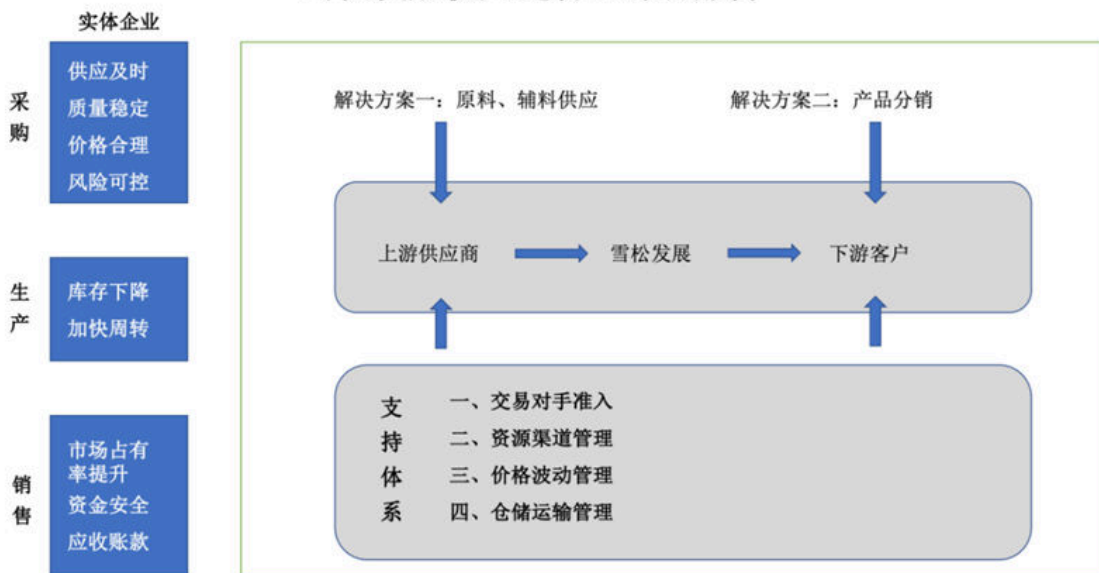 实体企业
采购
供应及时
质量稳定
价格合理
风险可控
生产
库存下降
加快周转
销售
市场占有
率提升
资金安全
应收账款
解决方案一：原料、辅料供应
解决方案二：产品分销
上游供应商
雪松发展
下游客户
支持体系
一、交易对手准入
二、资源渠道管理
三、价格波动管理
四、仓储运输管理